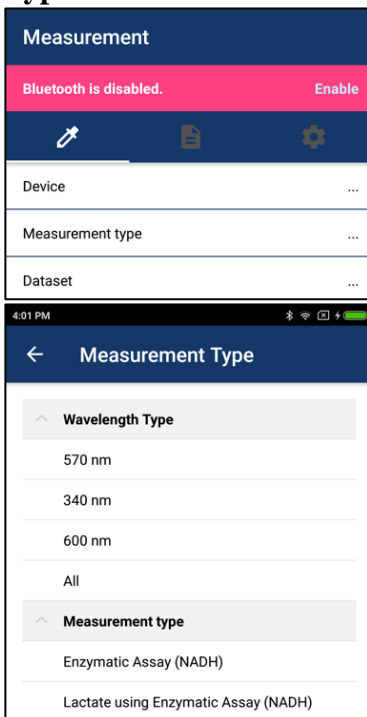 Measurement
Bluetooth is disabled. Enable
Device ...
Measurement type ...
Dataset ...
4:01 PM
Measurement Type
Wavelength Type
570 nm
340 nm
600 nm
All
Measurement type
Enzymatic Assay (NADH)
Lactate using Enzymatic Assay (NADH)